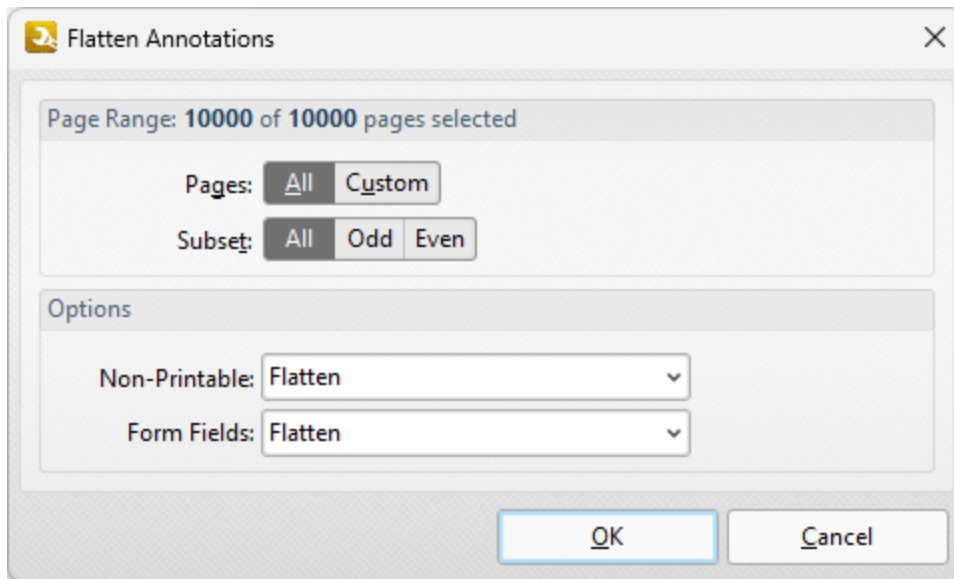 Flatten Annotations
Page Range: 10000 of 10000 pages selected
Pages: All Custom
Subset: All Odd Even
Options
Non-Printable: Flatten
Form Fields: Flatten
OK Cancel